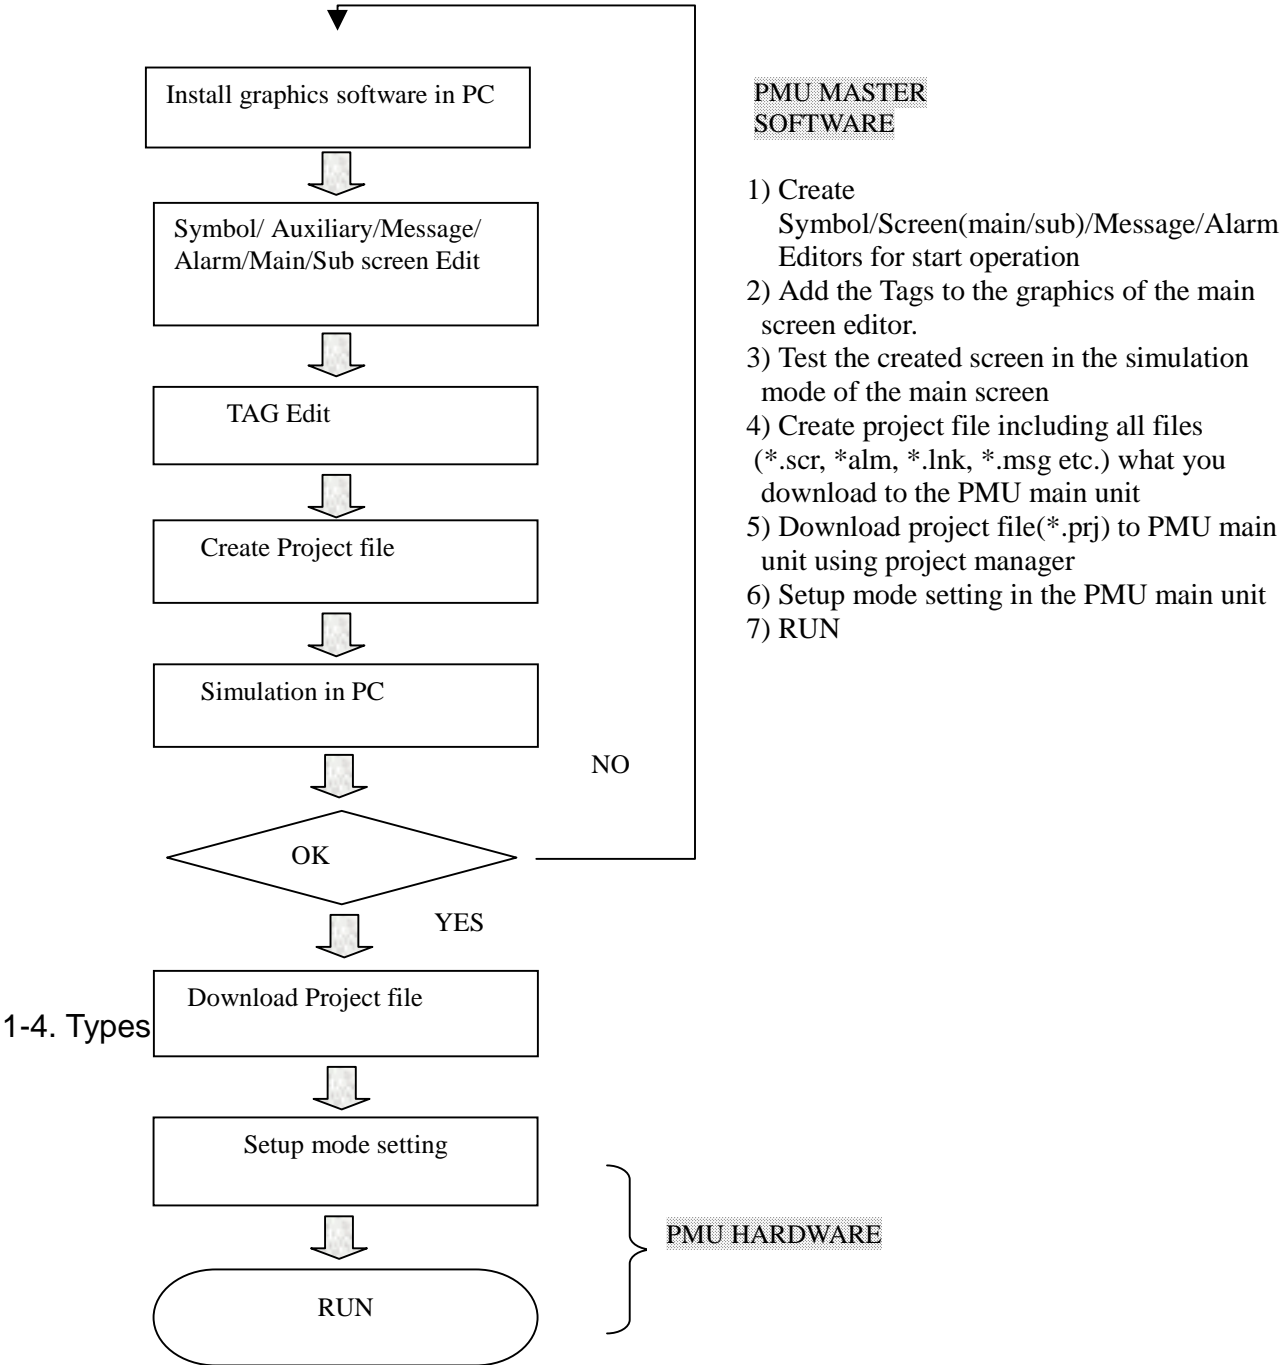 Install graphics software in PC
Symbol/ Auxiliary/Message/
Alarm/Main/Sub screen Edit
TAG Edit
Create Project file
Simulation in PC
NO
OK
YES
Download Project file
1-4. Types
Setup mode setting
RUN
PMU HARDWARE
PMU MASTER
SOFTWARE
1) Create
Symbol/Screen(main/sub)/Message/Alarm
Editors for start operation
2) Add the Tags to the graphics of the main
screen editor.
3) Test the created screen in the simulation
mode of the main screen
4) Create project file including all files
(*.scr, *alm, *.lnk, *.msg etc.) what you
download to the PMU main unit
5) Download project file(*.prj) to PMU main
unit using project manager
6) Setup mode setting in the PMU main unit
7) RUN